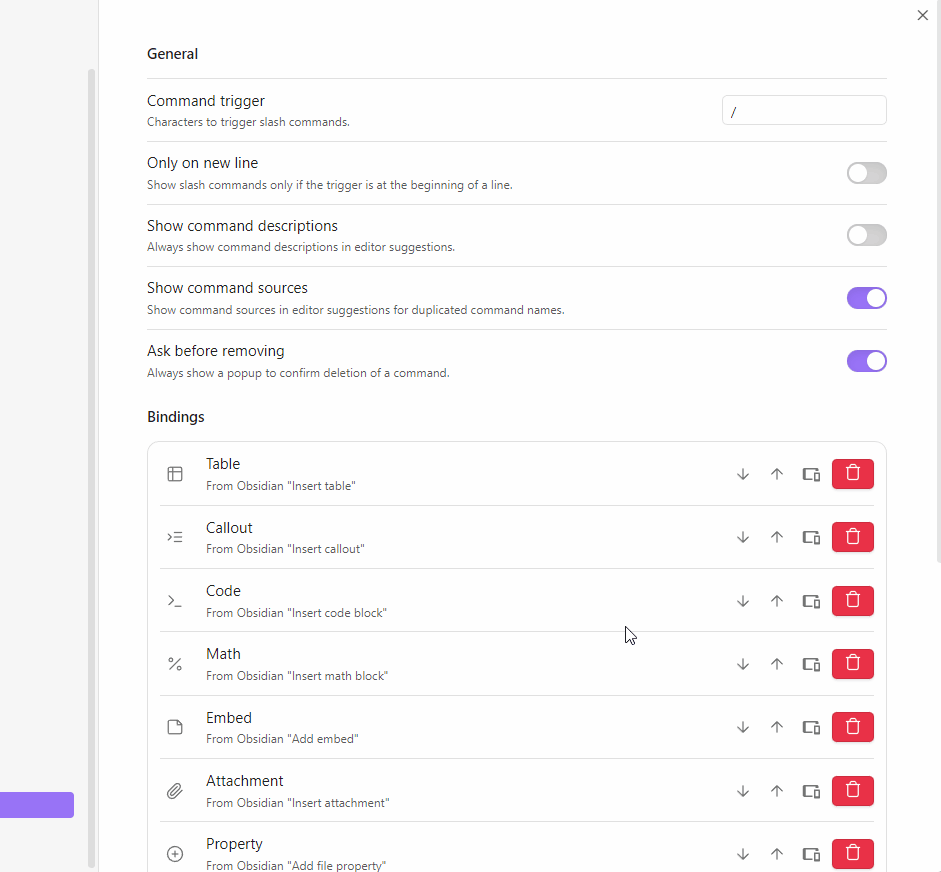 General
Command trigger
/
Characters to trigger slash commands.
Only on new line
Show slash commands only if the trigger is at the beginning of a line.
Show command descriptions
Always show command descriptions in editor suggestions.
Show command sources
Show command sources in editor suggestions for duplicated command names.
Ask before removing
Always show a popup to confirm deletion of a command.
Bindings
Table
From Obsidian "Insert table"
Callout
From Obsidian "Insert callout"
Code
From Obsidian "Insert code block"
Math
From Obsidian "Insert math block"
Embed
From Obsidian "Add embed"
Attachment
From Obsidian "Insert attachment"
Property
From Obsidian "Add file property"